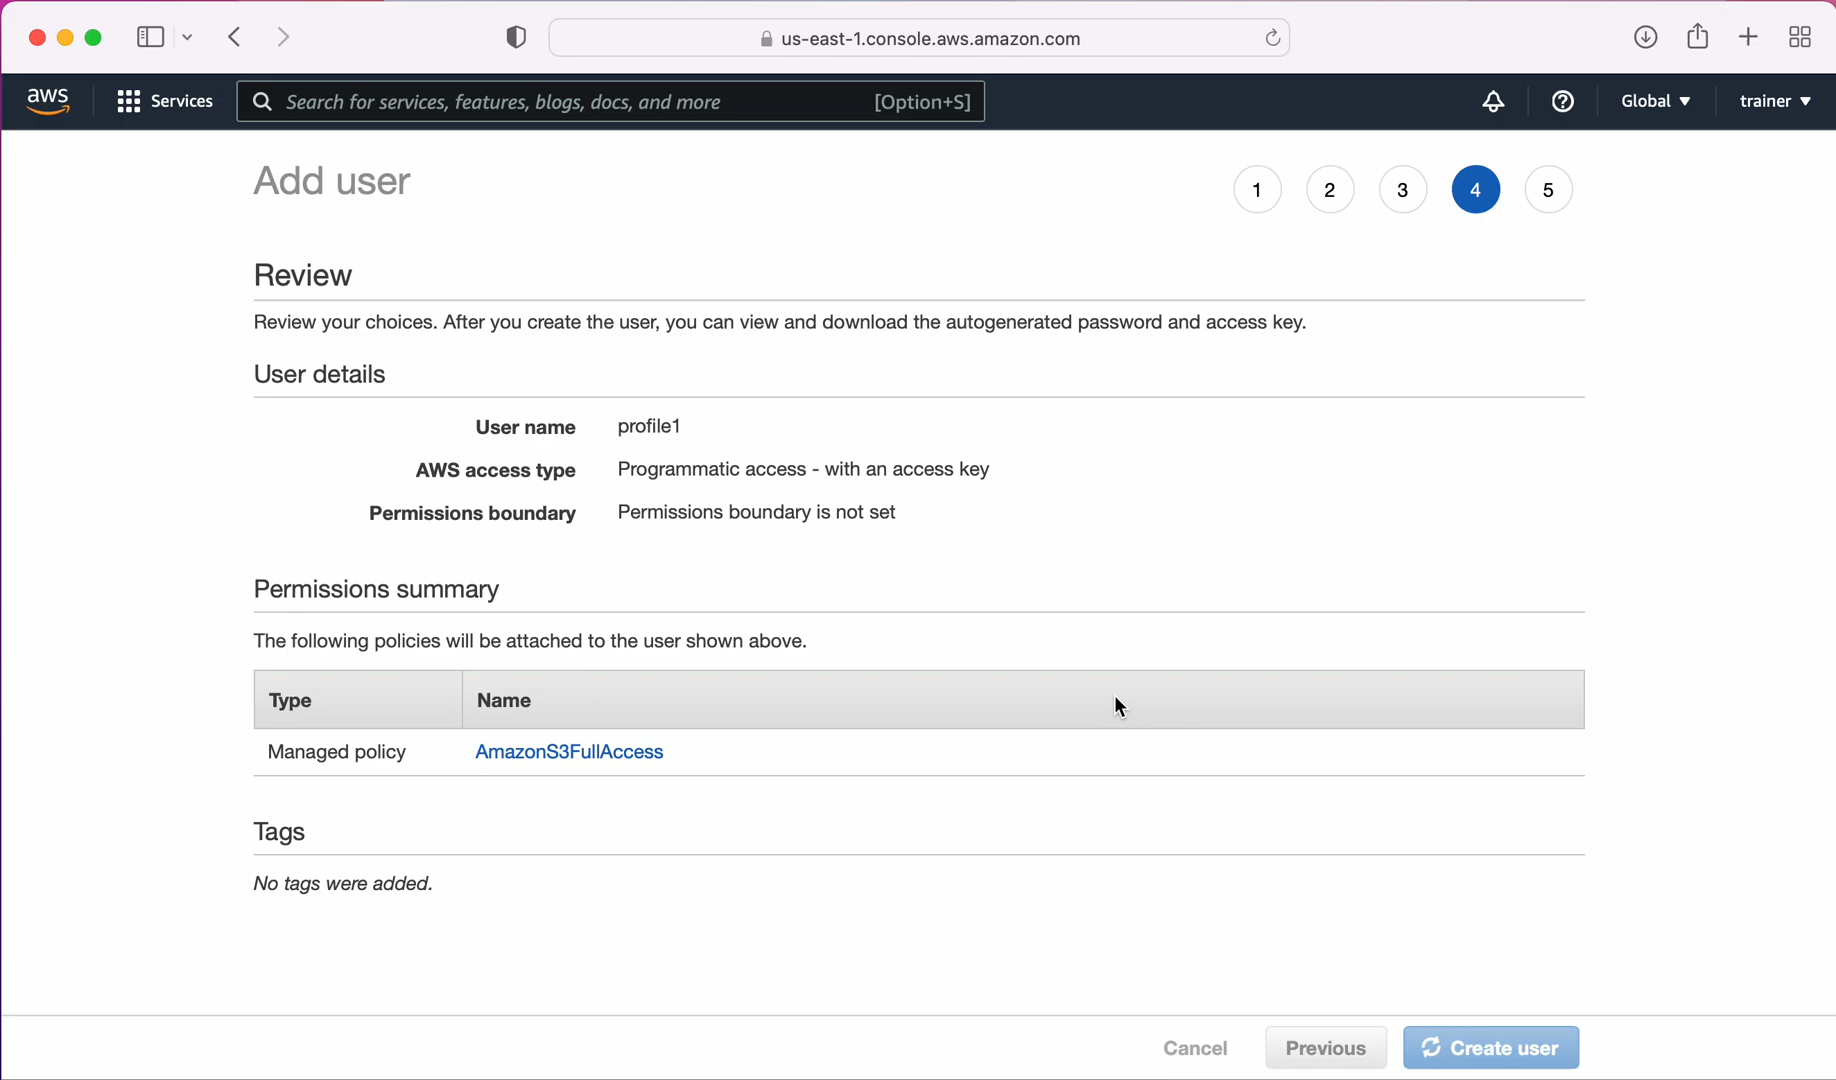 us-east-1.console.aws.amazon.com
aws Services Search for services, features, blogs, docs, and more [Option+S] Global trainer
Add user 1 2 3 4 5
Review
Review your choices. After you create the user, you can view and download the autogenerated password and access key.
User details
User name profile1
AWS access type Programmatic access - with an access key
Permissions boundary Permissions boundary is not set
Permissions summary
The following policies will be attached to the user shown above.
Type Name
Managed policy AmazonS3FullAccess
Tags
No tags were added.
Cancel Previous Create user